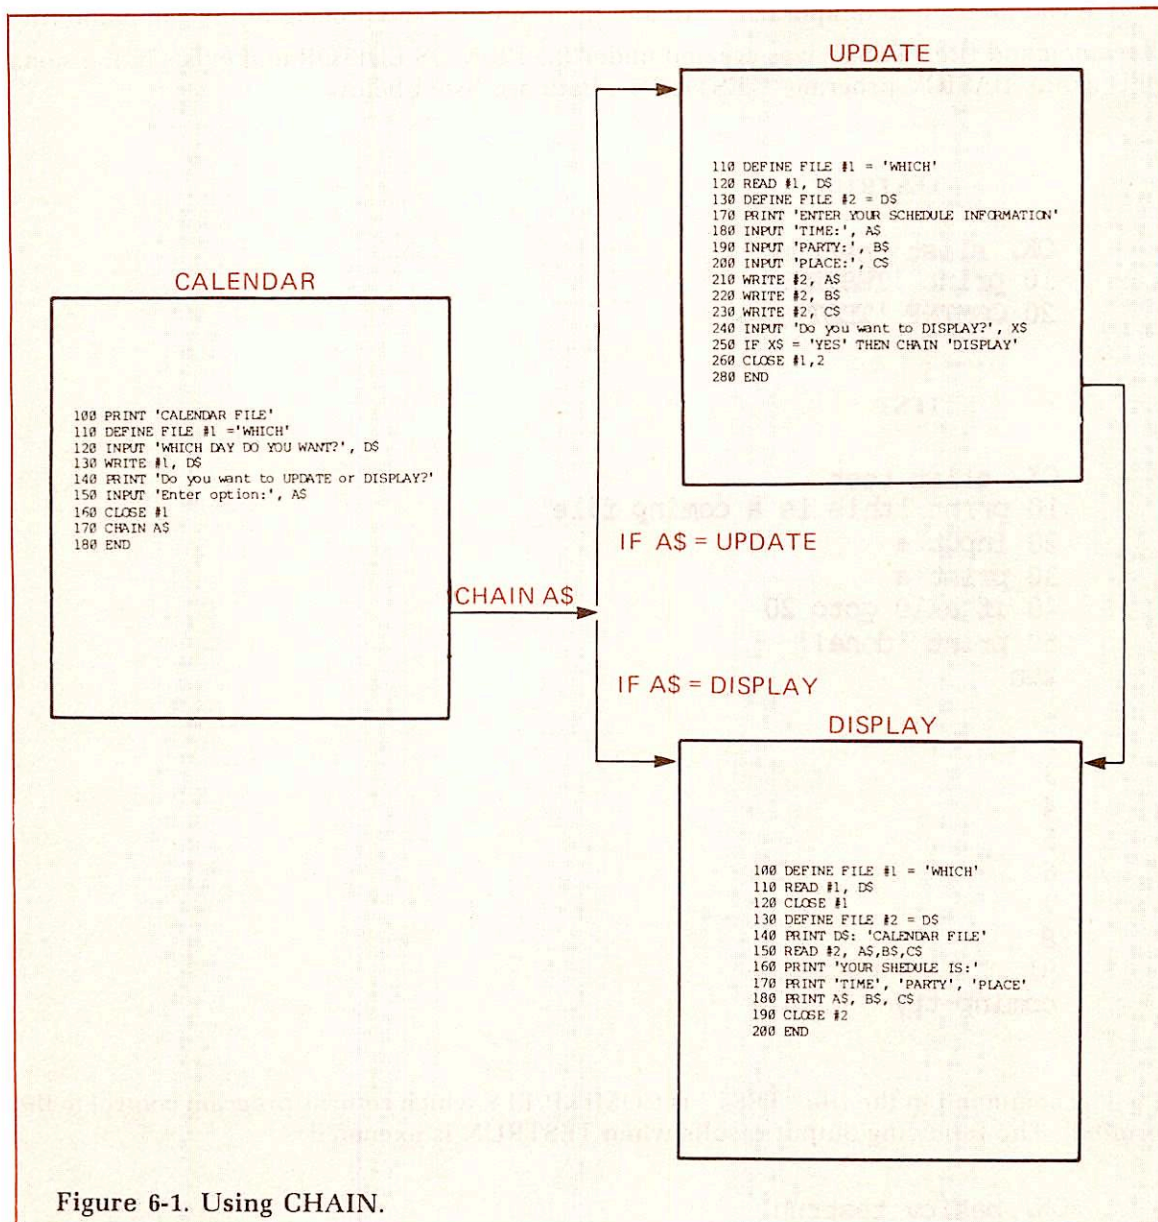 UPDATE
110 DEFINE FILE #1 = 'WHICH'
120 READ #1, D$
130 DEFINE FILE #2 = D$
170 PRINT 'ENTER YOUR SCHEDULE INFORMATION'
180 INPUT 'TIME:', A$
190 INPUT 'PARTY:', B$
200 INPUT 'PLACE:', C$
210 WRITE #2, A$
220 WRITE #2, B$
230 WRITE #2, C$
240 INPUT 'Do you want to DISPLAY?', X$
250 IF X$ = 'YES' THEN CHAIN 'DISPLAY'
260 CLOSE #1,2
280 END
CALENDAR
100 PRINT 'CALENDAR FILE'
110 DEFINE FILE #1 ='WHICH'
120 INPUT 'WHICH DAY DO YOU WANT?', D$
130 WRITE #1, D$
140 PRINT 'Do you want to UPDATE or DISPLAY?'
150 INPUT 'Enter option:', A$
160 CLOSE #1
170 CHAIN A$
180 END
CHAIN A$
IF A$ = UPDATE
IF A$ = DISPLAY
DISPLAY
100 DEFINE FILE #1 = 'WHICH'
110 READ #1, D$
120 CLOSE #1
130 DEFINE FILE #2 = D$
140 PRINT D$: 'CALENDAR FILE'
150 READ #2, A$,B$,C$
160 PRINT 'YOUR SHEDULE IS:'
170 PRINT 'TIME', 'PARTY', 'PLACE'
180 PRINT A$, B$, C$
190 CLOSE #2
200 END
Figure 6-1. Using CHAIN.